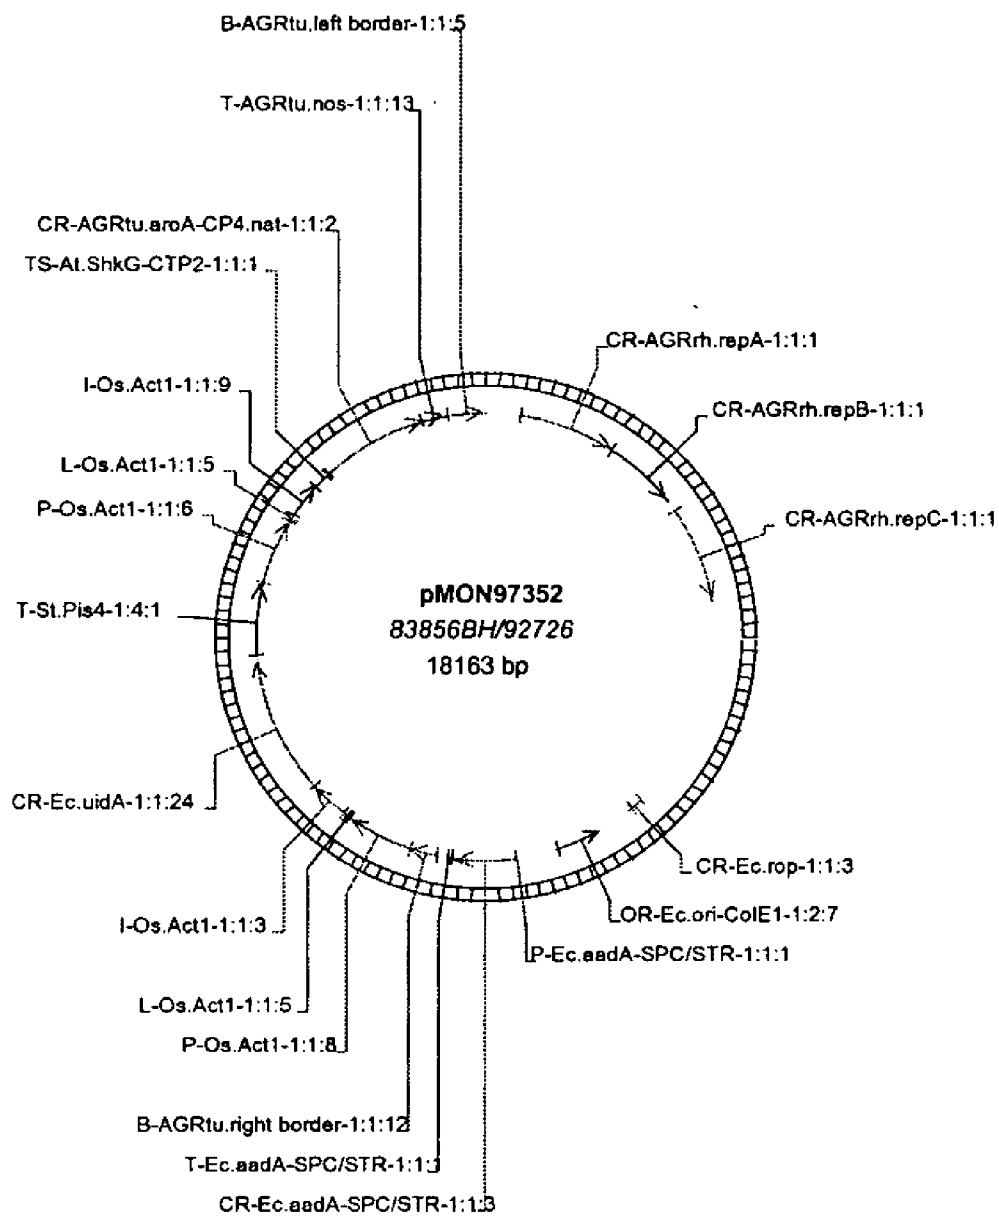 B-AGRtu.left border-1:1:5
T-AGRtu.nos-1:1:13
CR-AGRtu.aroA-CP4.nat-1:1:2
TS-At.ShkG-CTP2-1:1:1
CR-AGRrh.repA-1:1:1
I-Os.Act1-1:1:9
CR-AGRrh.repB-1:1:1
L-Os.Act1-1:1:5
P-Os.Act1-1:1:6
CR-AGRrh.repC-1:1:1
pMON97352
T-St.Pis4-1:4:1
83856BH/92726
18163 bp
CR-Ec.uidA-1:1:24
CR-Ec.rop-1:1:3
OR-Ec.ori-ColE1-1:2:7
I-Os.Act1-1:1:3
P-Ec.aadA-SPC/STR-1:1:1
L-Os.Act1-1:1:5
P-Os.Act1-1:1:8
B-AGRtu.right border-1:1:12
T-Ec.aadA-SPC/STR-1:1:1
CR-Ec.aadA-SPC/STR-1:1:3